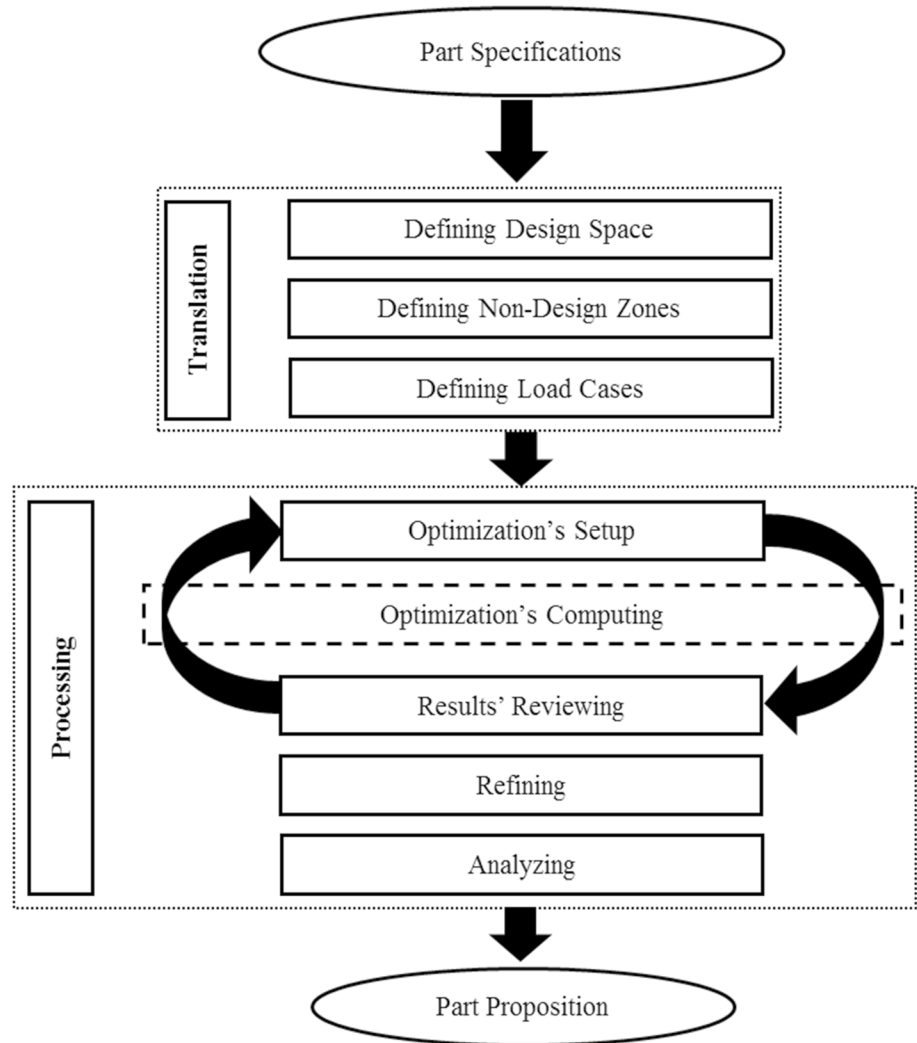 Part Specifications
Translation
Defining Design Space
Defining Non-Design Zones
Defining Load Cases
Processing
Optimization’s Setup
Optimization’s Computing
Results’ Reviewing
Refining
Analyzing
Part Proposition